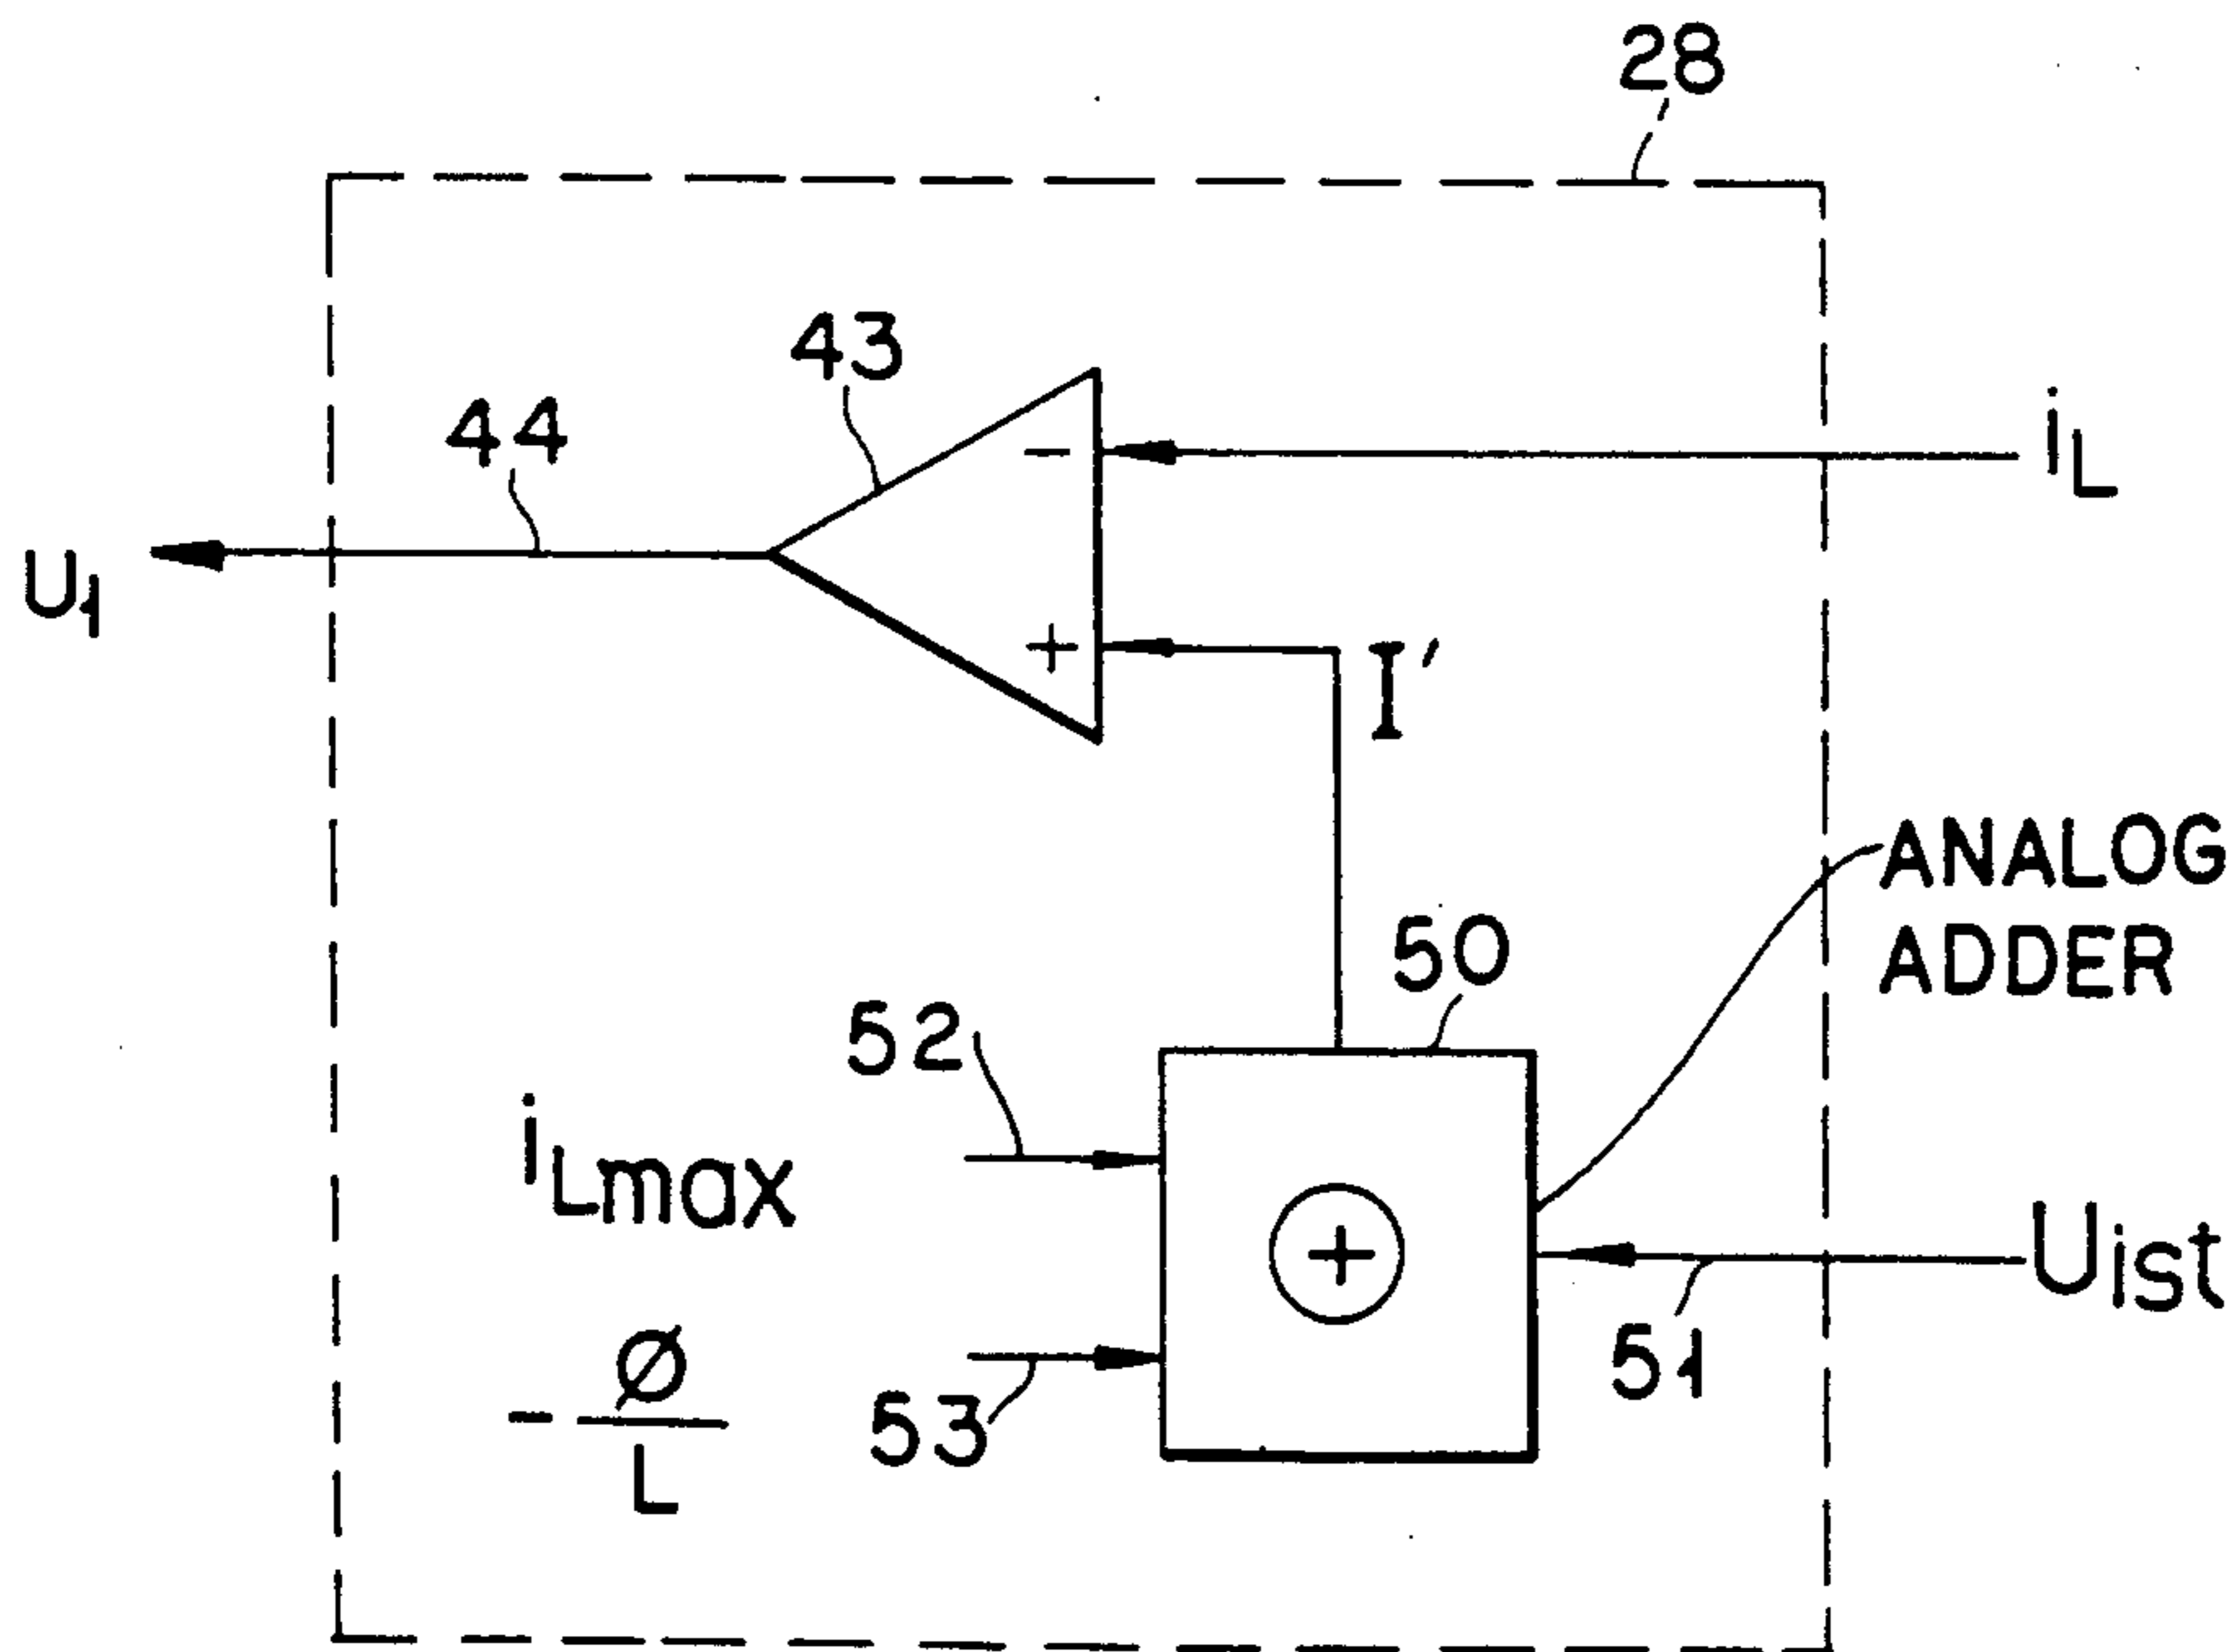 28
43
44
iL
U1
-
+
I′
ANALOG
ADDER
50
52
iLmax
+
Uist
51
53
- Ø
L